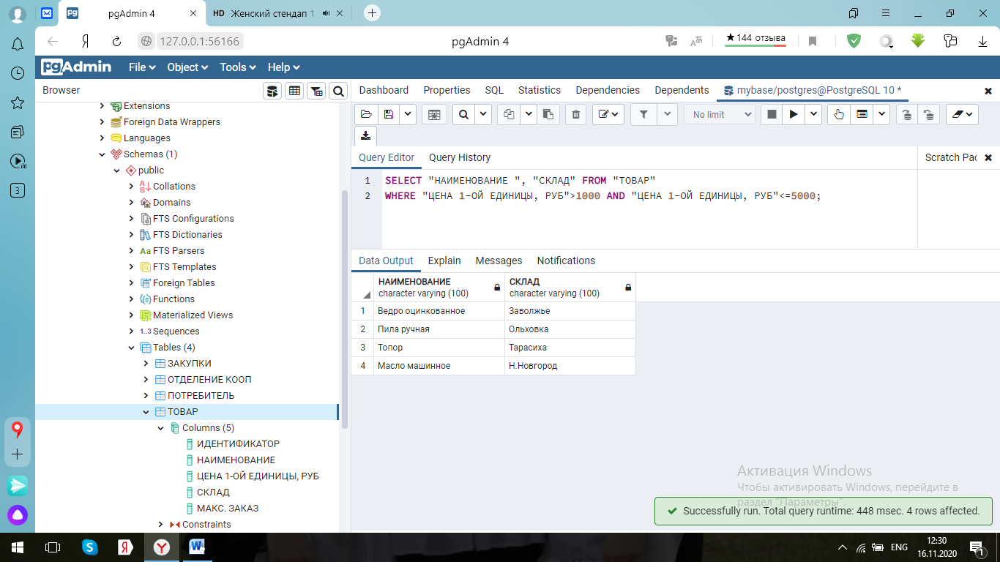 pgAdmin 4
HD Женский стендап 1
Я
127.0.0.1:56166
pgAdmin 4
★144 отзыва
pgAdmin
File
Object
Tools
Help
Browser
Dashboard
Properties
SQL
Statistics
Dependencies
Dependents
mybase/postgres@PostgreSQL 10 *
No limit
3
Extensions
Foreign Data Wrappers
Languages
Schemas (1)
public
Collations
Domains
FTS Configurations
FTS Dictionaries
Aa FTS Parsers
FTS Templates
Foreign Tables
Functions
Materialized Views
1..3 Sequences
Tables (4)
ЗАКУПКИ
ОТДЕЛЕНИЕ КООП
ПОТРЕБИТЕЛЬ
ТОВАР
Columns (5)
ИДЕНТИФИКАТОР
НАИМЕНОВАНИЕ
ЦЕНА 1-ОЙ ЕДИНИЦЫ, РУБ
СКЛАД
МАКС. ЗАКАЗ
Constraints
Query Editor
Query History
Scratch Pad
1 SELECT "НАИМЕНОВАНИЕ ", "СКЛАД" FROM "ТОВАР"
2 WHERE "ЦЕНА 1-ОЙ ЕДИНИЦЫ, РУБ">1000 AND "ЦЕНА 1-ОЙ ЕДИНИЦЫ, РУБ"<=5000;
Data Output
Explain
Messages
Notifications
НАИМЕНОВАНИЕ
character varying (100)
СКЛАД
character varying (100)
1 Ведро оцинкованное Заволжье
2 Пила ручная Ольховка
3 Топор Тарасиха
4 Масло машинное Н.Новгород
Активация Windows
Чтобы активировать Windows, перейдите в
раздел "Параметры".
Successfully run. Total query runtime: 448 msec. 4 rows affected.
ENG
12:30
16.11.2020
1